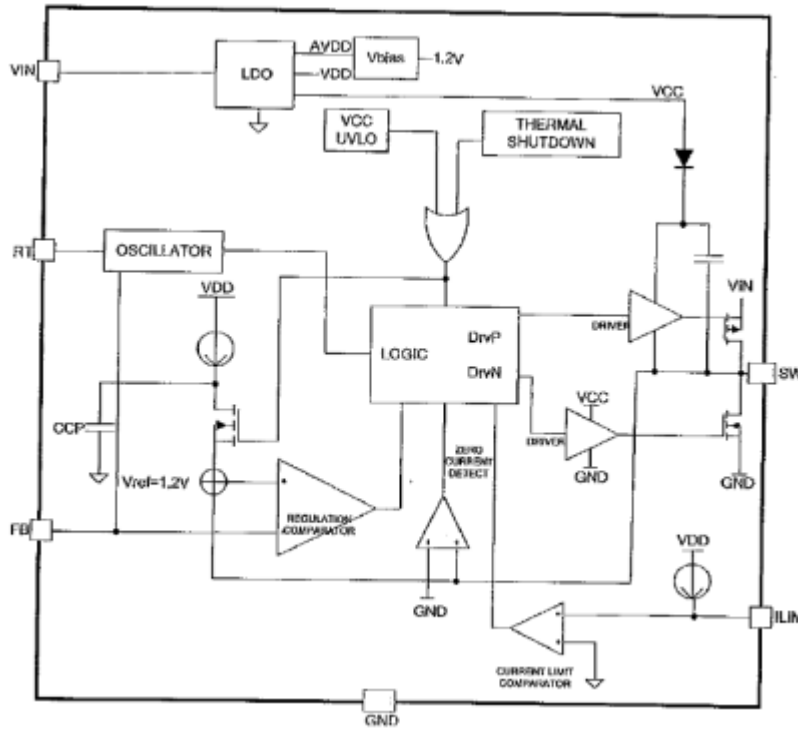 AVDD
VIN
LDO
Vbias
1.2V
VDD
VCC
VCC
UVLO
THERMAL
SHUTDOWN
RT
OSCILLATOR
VDD
VIN
DRIVER
DrvP
LOGIC
DrvN
SW
VCC
CCP
DRIVER
ZERO
CURRENT
DETECT
GND
GND
Vref=1.2V
REGULATION
COMPARATOR
FB
VDD
GND
ILIM
CURRENT LIMIT
COMPARATOR
GND